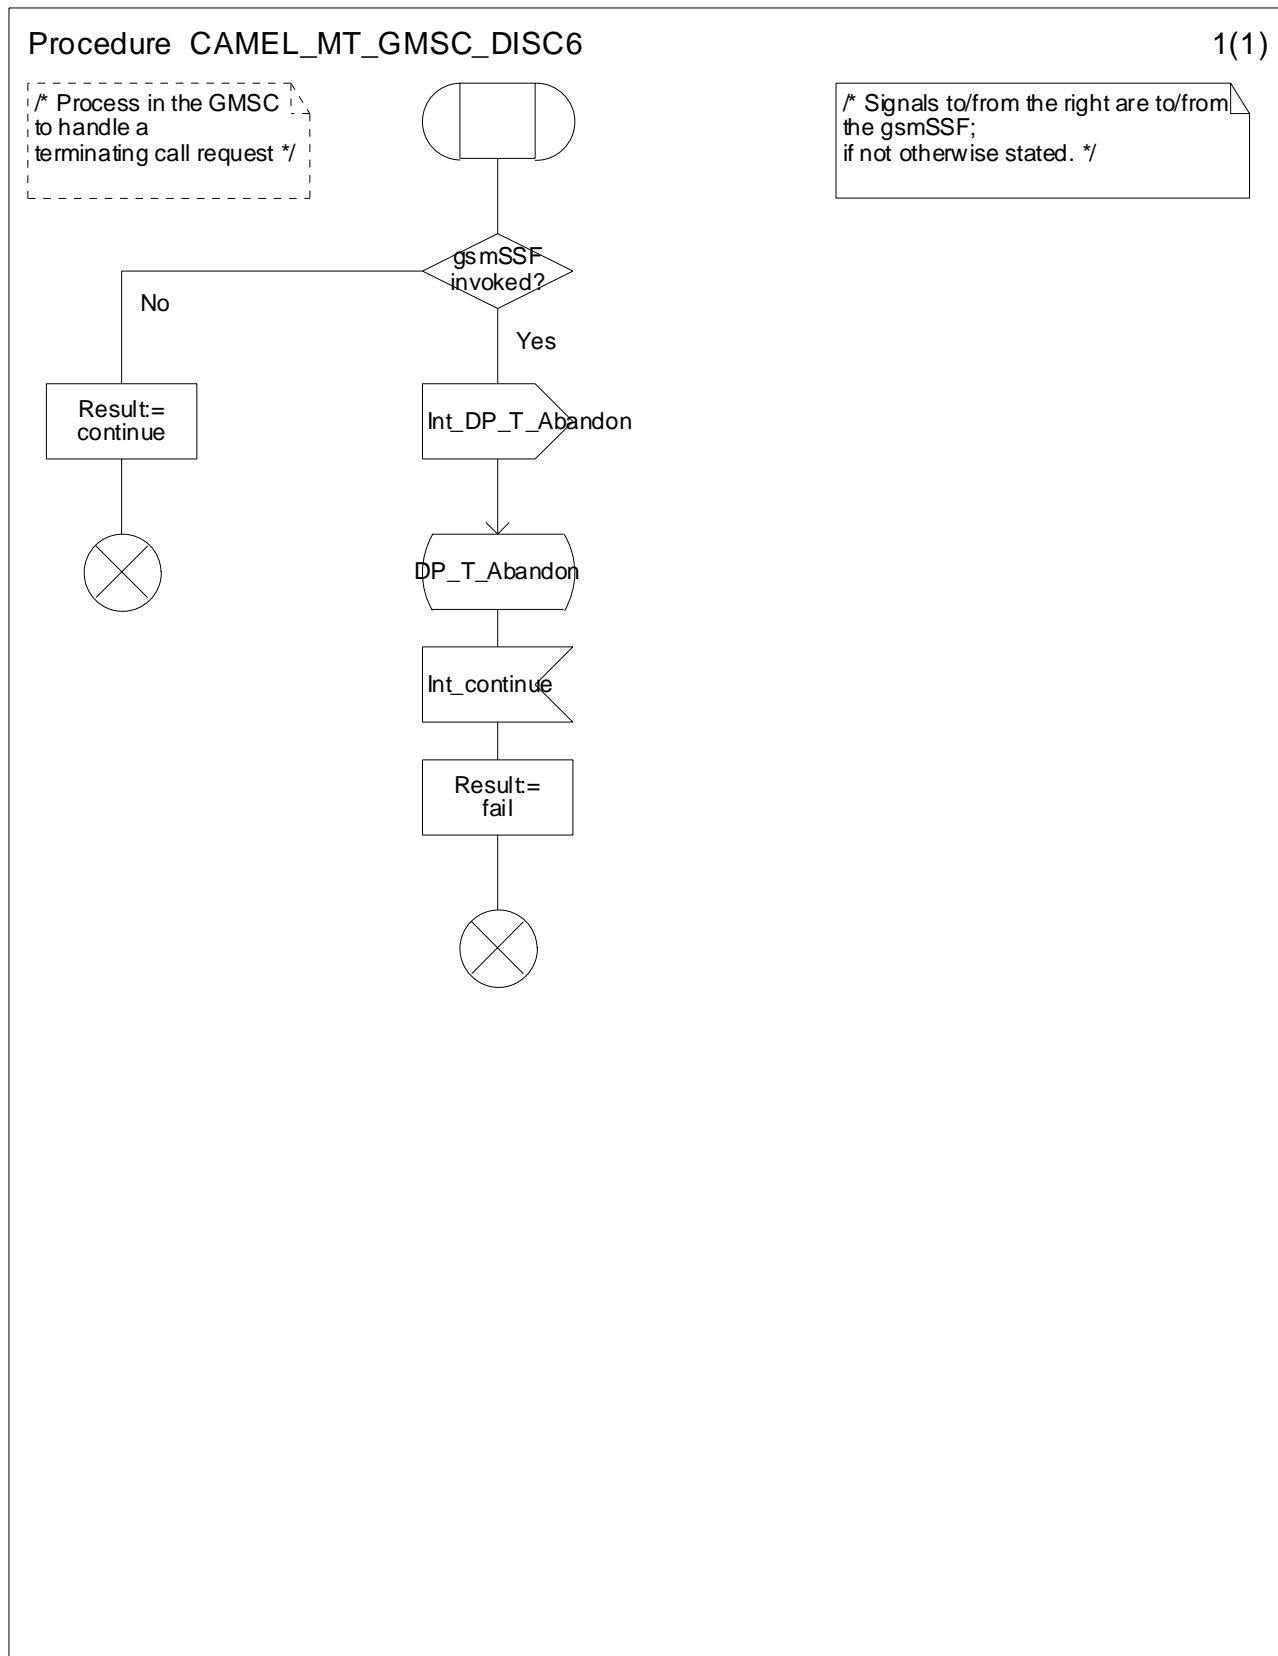 Procedure CAMEL_MT_GMSC_DISC6
1(1)
/* Process in the GMSC
to handle a
terminating call request */
/* Signals to/from the right are to/from
the gsmSSF;
if not otherwise stated. */
gsmSSF
invoked?
No
Yes
Result:=
continue
Int_DP_T_Abandon
DP_T_Abandon
Int_continue
Result:=
fail